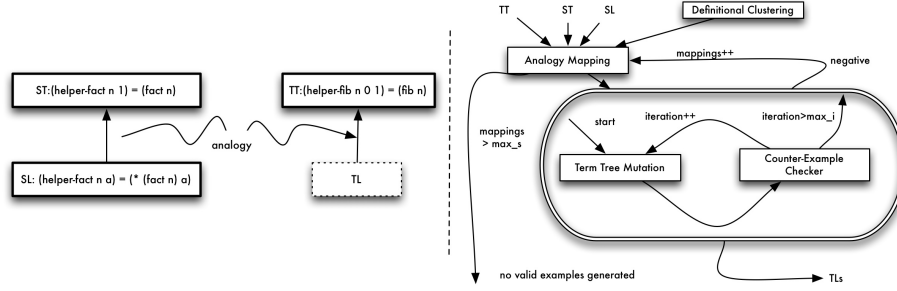 ST:(helper-fact n 1) = (fact n)
TT:(helper-fib n 0 1) = (fib n)
analogy
SL: (helper-fact n a) = (* (fact n) a)
TL
TT
ST
SL
Definitional Clustering
Analogy Mapping
mappings++
negative
mappings
> max_s
start
iteration++
iteration>max_i
Term Tree Mutation
Counter-Example
Checker
no valid examples generated
TLs